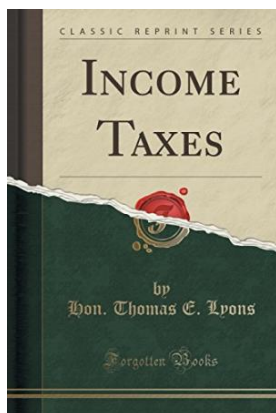 CLASSIC REPRINT SERIES
INCOME
TAXES
by
Hon. Thomas E. Lyons
Forgotten Books